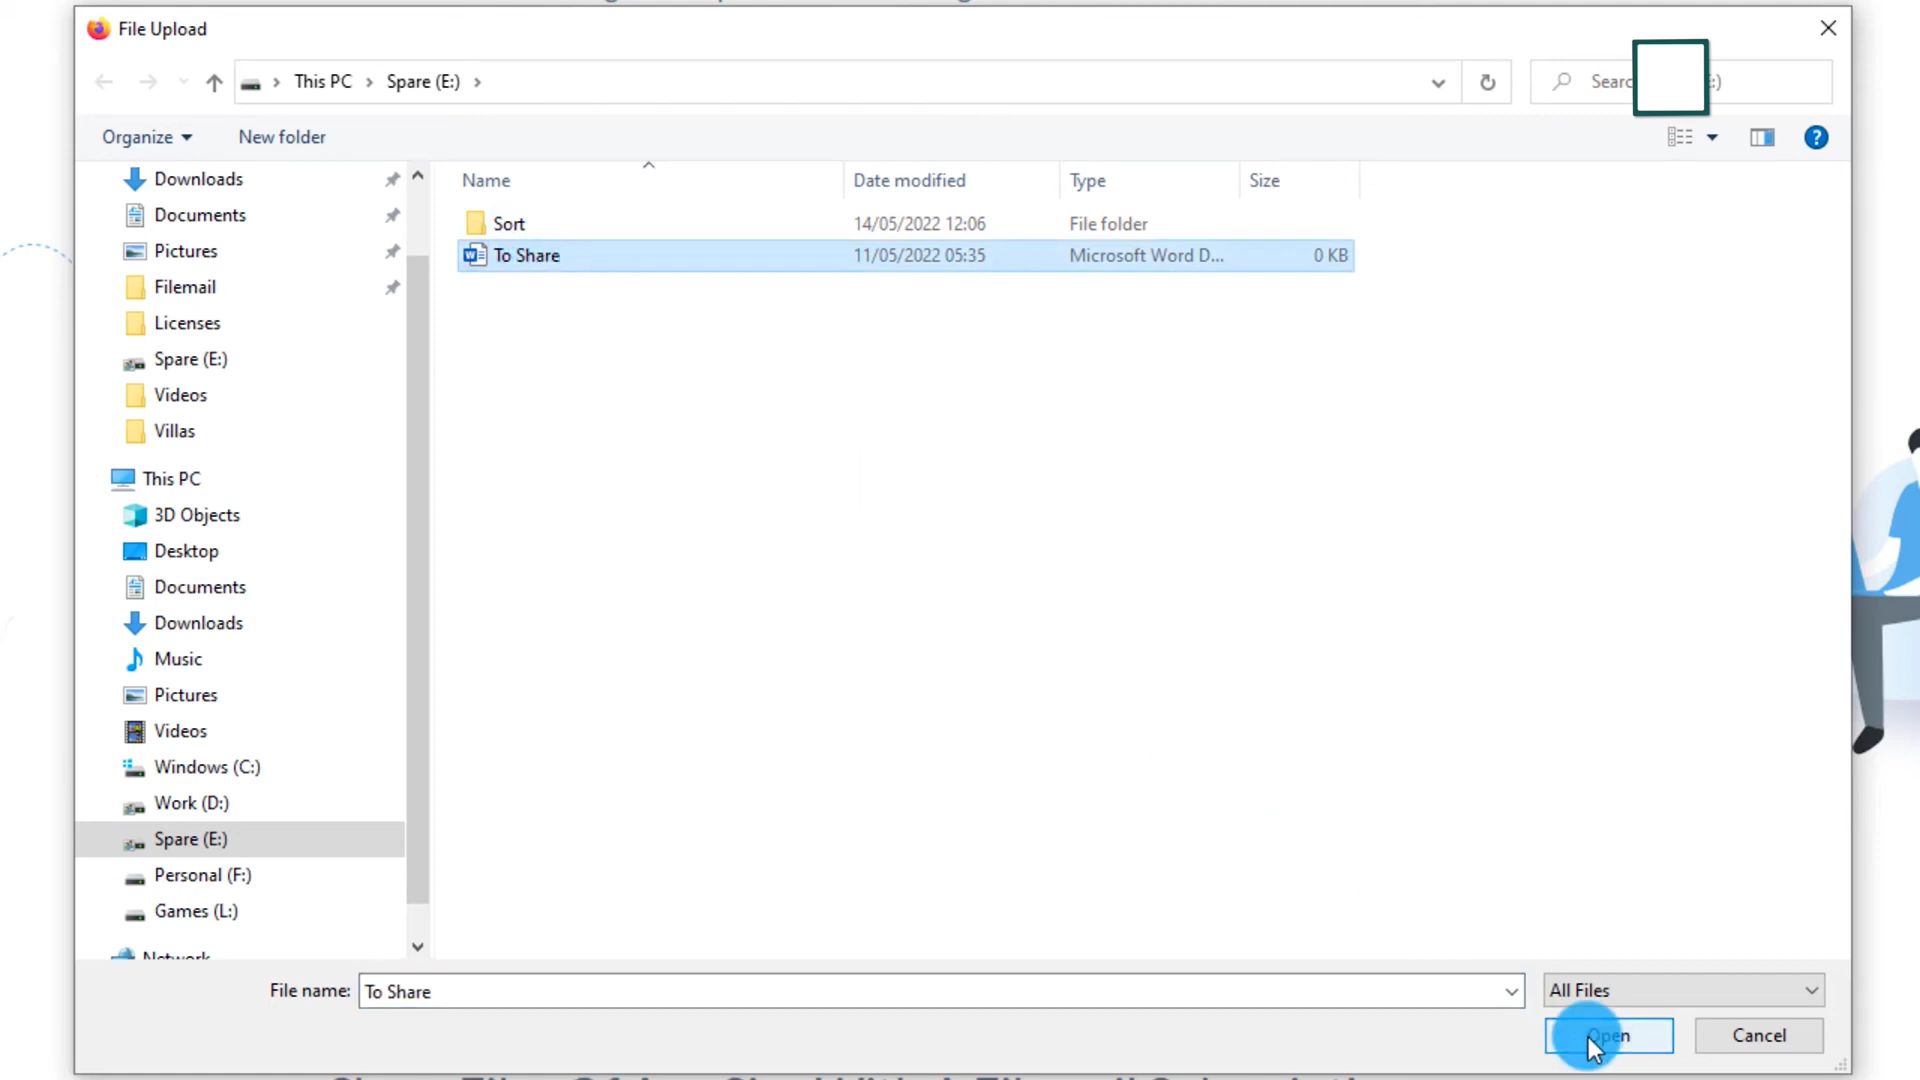 File Upload
This PC
Spare (E:)
Organize
New folder
Name
Date modified
Type
Size
Sort
14/05/2022 12:06
File folder
To Share
11/05/2022 05:35
Microsoft Word D...
0 KB
Downloads
Documents
Pictures
Filemail
Licenses
Spare (E:)
Videos
Villas
This PC
3D Objects
Desktop
Documents
Downloads
Music
Pictures
Videos
Windows (C:)
Work (D:)
Spare (E:)
Personal (F:)
Games (L:)
Network
File name:
To Share
All Files
Open
Cancel